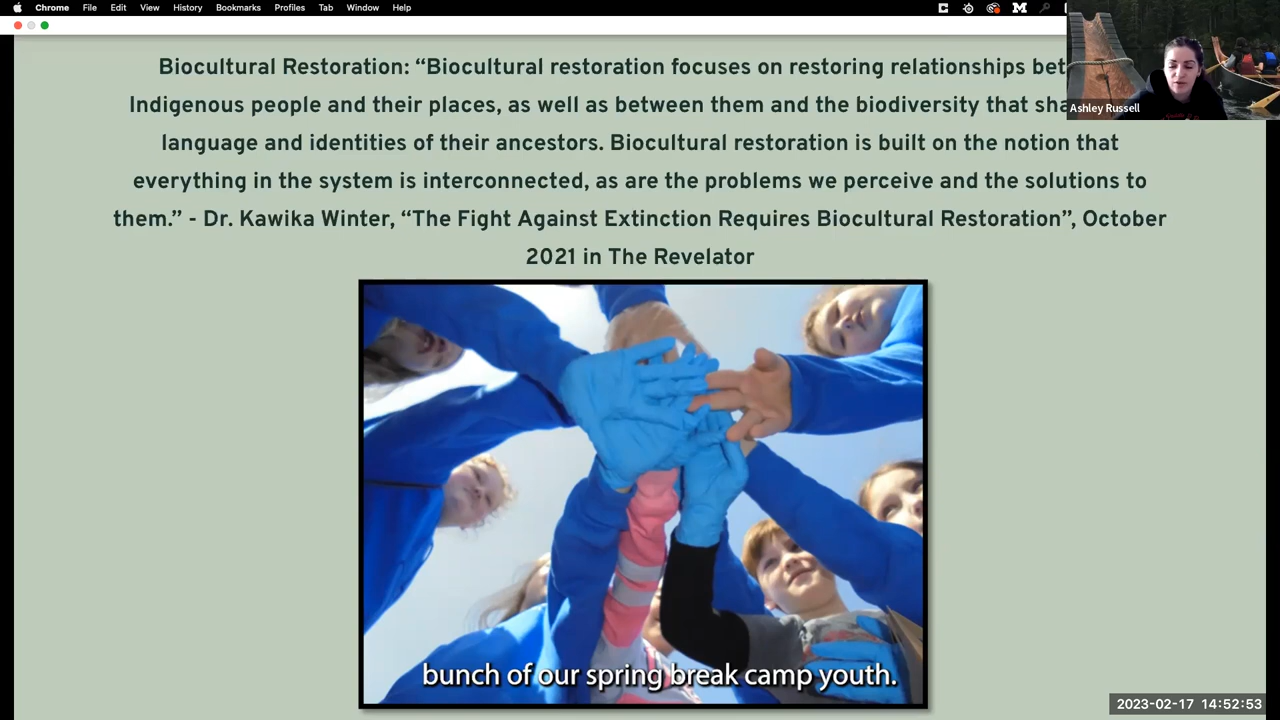 Chrome File Edit View History Bookmarks Profiles Tab Window Help
Biocultural Restoration: “Biocultural restoration focuses on restoring relationships
Indigenous people and their places, as well as between them and the biodiversity that
language and identities of their ancestors. Biocultural restoration is built on the notion that
everything in the system is interconnected, as are the problems we perceive and the solutions to
them.” - Dr. Kawika Winter, “The Fight Against Extinction Requires Biocultural Restoration”, October
2021 in The Revelator
Ashley Russell
bunch of our spring break camp youth.
2023-02-17 14:52:53